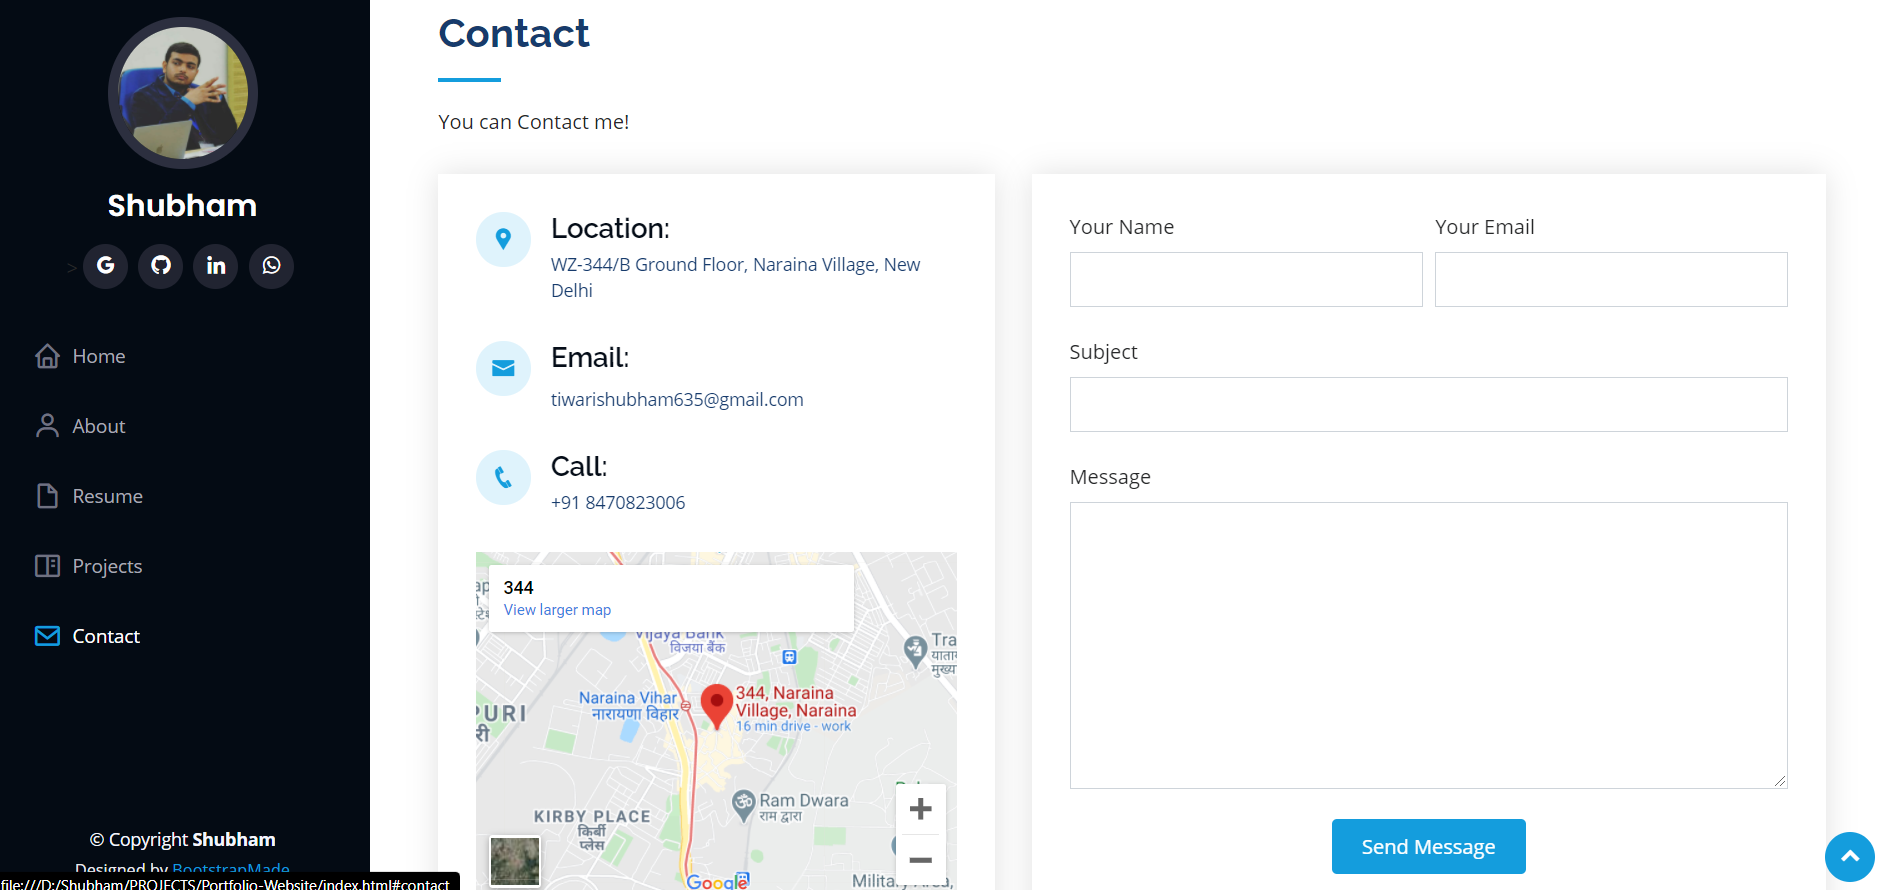 Shubham
>
Home
About
Resume
Projects
Contact
© Copyright Shubham
Designed by BootstrapMade
file:///D:/Shubham/PROJECTS/Portfolio-Website/index.html#contact
Contact
You can Contact me!
Location:
WZ-344/B Ground Floor, Naraina Village, New
Delhi
Email:
tiwarishubham635@gmail.com
Call:
+91 8470823006
344
View larger map
Vijaya Bank
विजया बैंक
Tra
याता
मुख्य
Naraina Vihar
नारायणा विहार
344, Naraina
Village, Naraina
16 min drive - work
PURI
री
KIRBY PLACE
किर्बी
प्लेस
Ram Dwara
राम द्वारा
Google
Military Area,
Your Name
Your Email
Subject
Message
Send Message